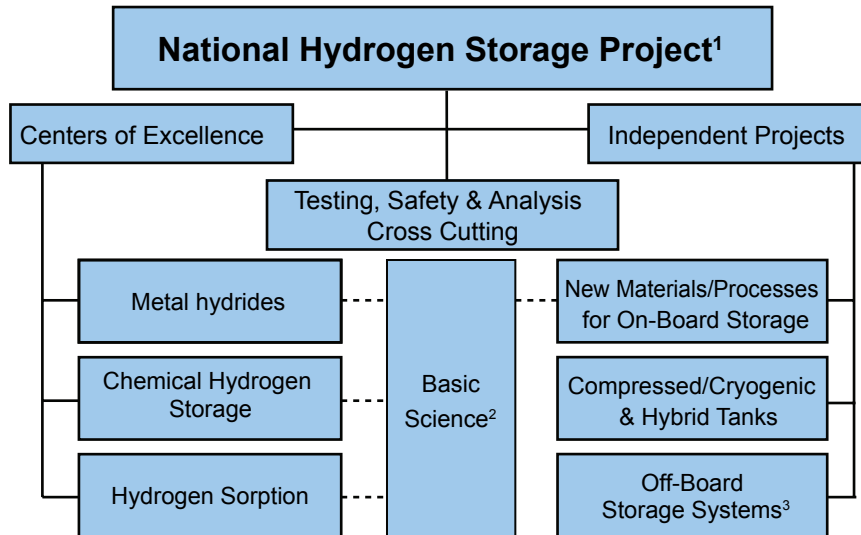 National Hydrogen Storage Project¹
Centers of Excellence
Independent Projects
Testing, Safety & Analysis
Cross Cutting
Metal hydrides
Chemical Hydrogen
Storage
Hydrogen Sorption
Basic
Science²
New Materials/Processes
for On-Board Storage
Compressed/Cryogenic
& Hybrid Tanks
Off-Board
Storage Systems³